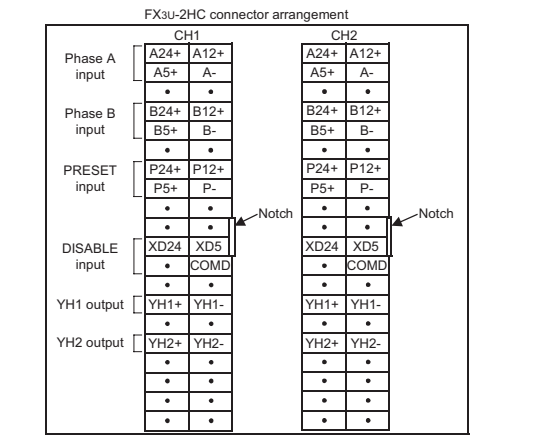 FX3U-2HC connector arrangement
CH1 CH2
Phase A input
A24+ A12+ A24+ A12+
A5+ A- A5+ A-
• • • •
Phase B input
B24+ B12+ B24+ B12+
B5+ B- B5+ B-
• • • •
PRESET input
P24+ P12+ P24+ P12+
P5+ P- P5+ P-
• • • •
• • Notch • • Notch
DISABLE input
XD24 XD5 XD24 XD5
• COMD • COMD
• • • •
YH1 output YH1+ YH1- YH1+ YH1-
• • • •
YH2 output YH2+ YH2- YH2+ YH2-
• • • •
• • • •
• • • •
• • • •